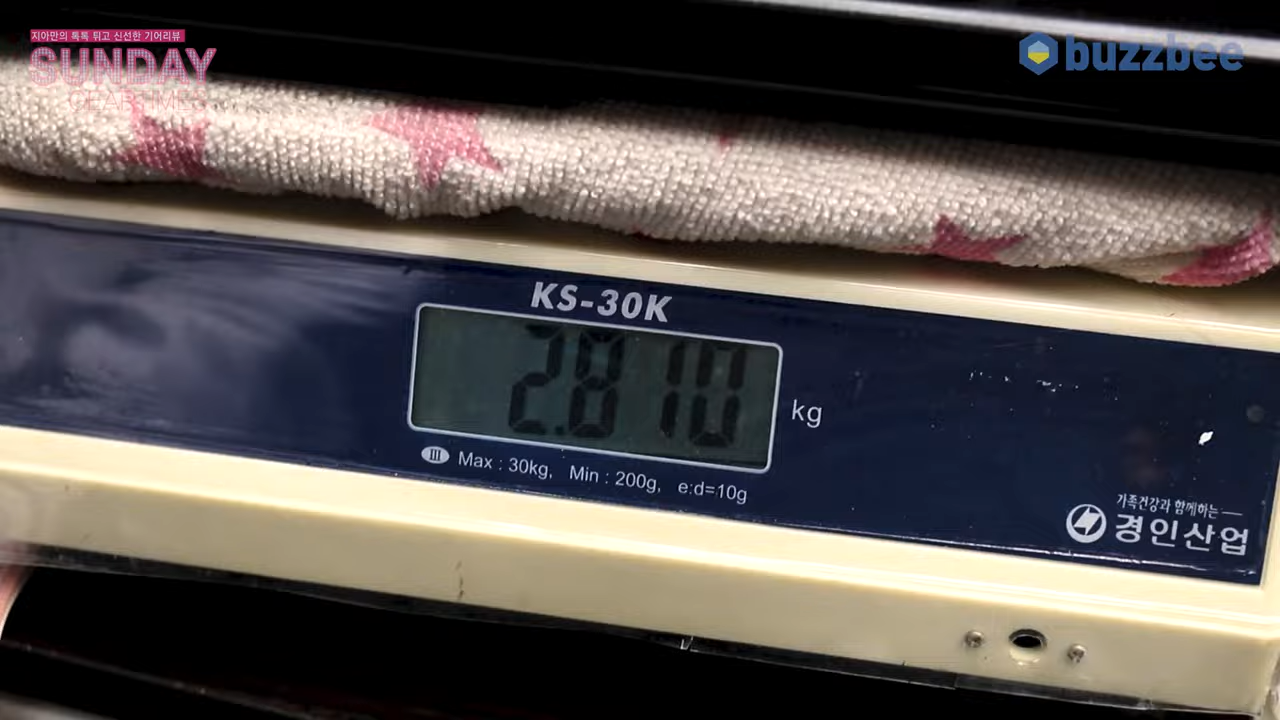 지아만의 톡톡 튀고 신선한 기어리뷰
SUNDAY
GEARTIMES
buzzbee
KS-30K
2.810
kg
III Max : 30kg, Min : 200g, e:d=10g
가족건강과 함께하는
경인산업